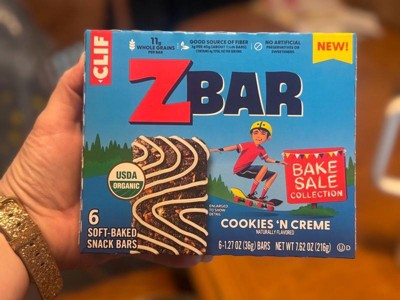 CLIF
11g
WHOLE GRAINS
PER BAR
GOOD SOURCE OF FIBER
NO ARTIFICIAL
PRESERVATIVES OR
SWEETENERS
NEW!
ZBAR
USDA
ORGANIC
BAKE
SALE
COLLECTION
ENLARGED
TO SHOW
DETAIL
6
SOFT-BAKED
SNACK BARS
COOKIES 'N CREME
NATURALLY FLAVORED
6-1.27 OZ (36g) BARS NET WT 7.62 OZ (216g)
U D